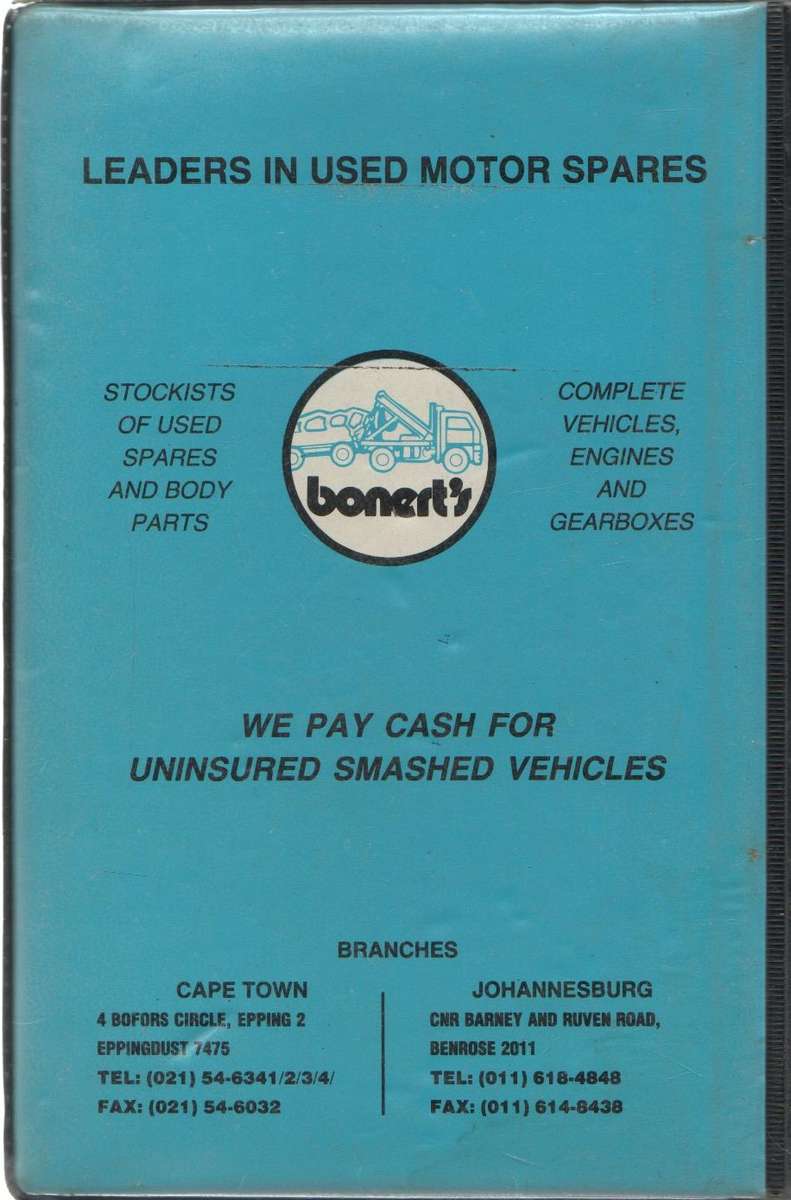 LEADERS IN USED MOTOR SPARES
STOCKISTS
OF USED
SPARES
AND BODY
PARTS
bonert's
COMPLETE
VEHICLES,
ENGINES
AND
GEARBOXES
WE PAY CASH FOR
UNINSURED SMASHED VEHICLES
BRANCHES
CAPE TOWN
4 BOFORS CIRCLE, EPPING 2
EPPINGDUST 7475
TEL: (021) 54-6341/2/3/4/
FAX: (021) 54-6032
JOHANNESBURG
CNR BARNEY AND RUVEN ROAD,
BENROSE 2011
TEL: (011) 618-4848
FAX: (011) 614-8438